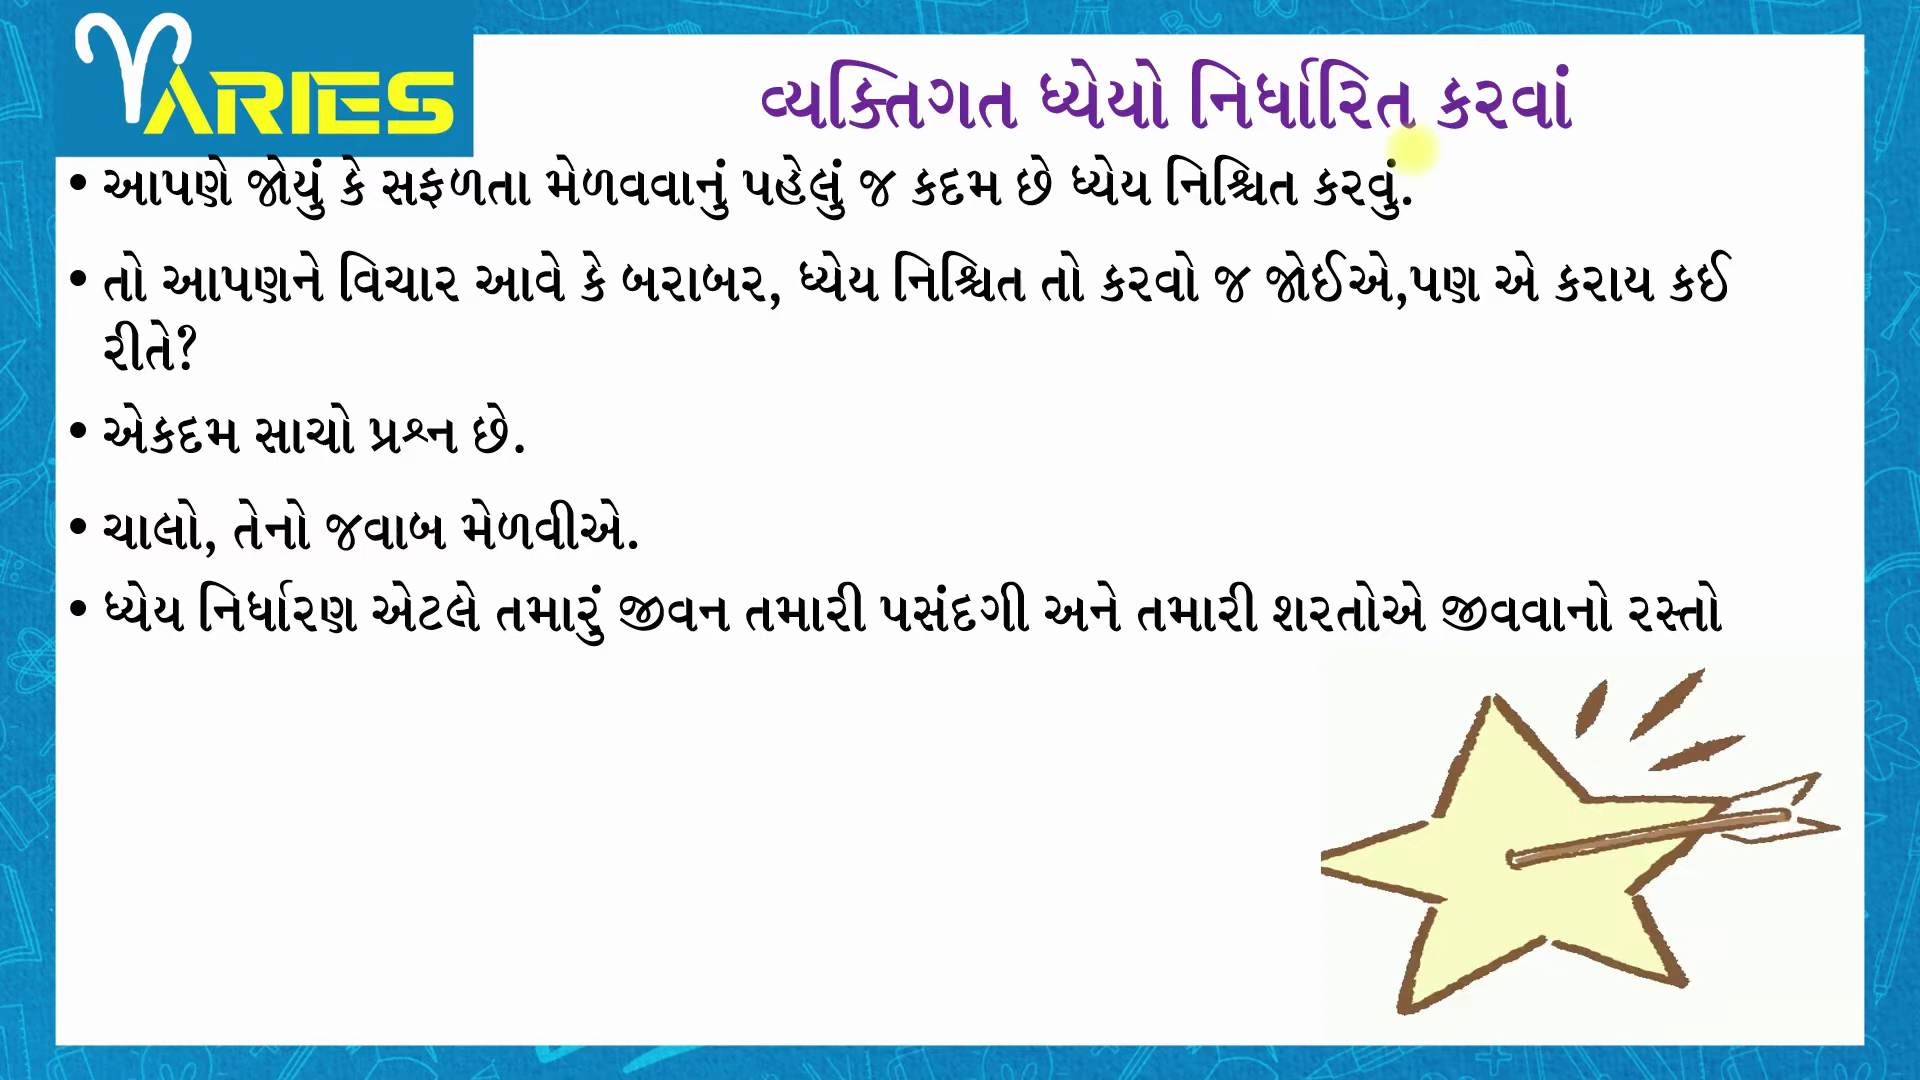 ARIES
વ્યક્તિગત ધ્યેયો નિર્ધારિત કરવાં
• આપણે જોયું કે સફળતા મેળવવાનું પહેલું જ કદમ છે ધ્યેય નિશ્ચિત કરવું.
• તો આપણને વિચાર આવે કે બરાબર, ધ્યેય નિશ્ચિત તો કરવો જ જોઈએ,પણ એ કરાય કઈ
રીતે?
• એકદમ સાચો પ્રશ્ન છે.
• ચાલો, તેનો જવાબ મેળવીએ.
• ધ્યેય નિર્ધારણ એટલે તમારું જીવન તમારી પસંદગી અને તમારી શરતોએ જીવવાનો રસ્તો